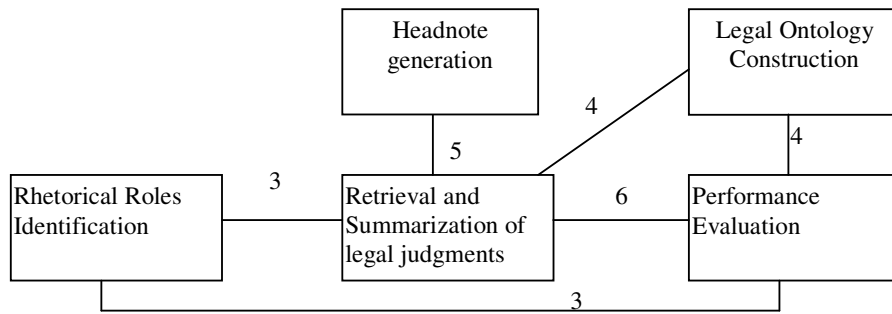 Headnote
generation
Legal Ontology
Construction
4
5
4
3
6
Rhetorical Roles
Identification
Retrieval and
Summarization of
legal judgments
Performance
Evaluation
3